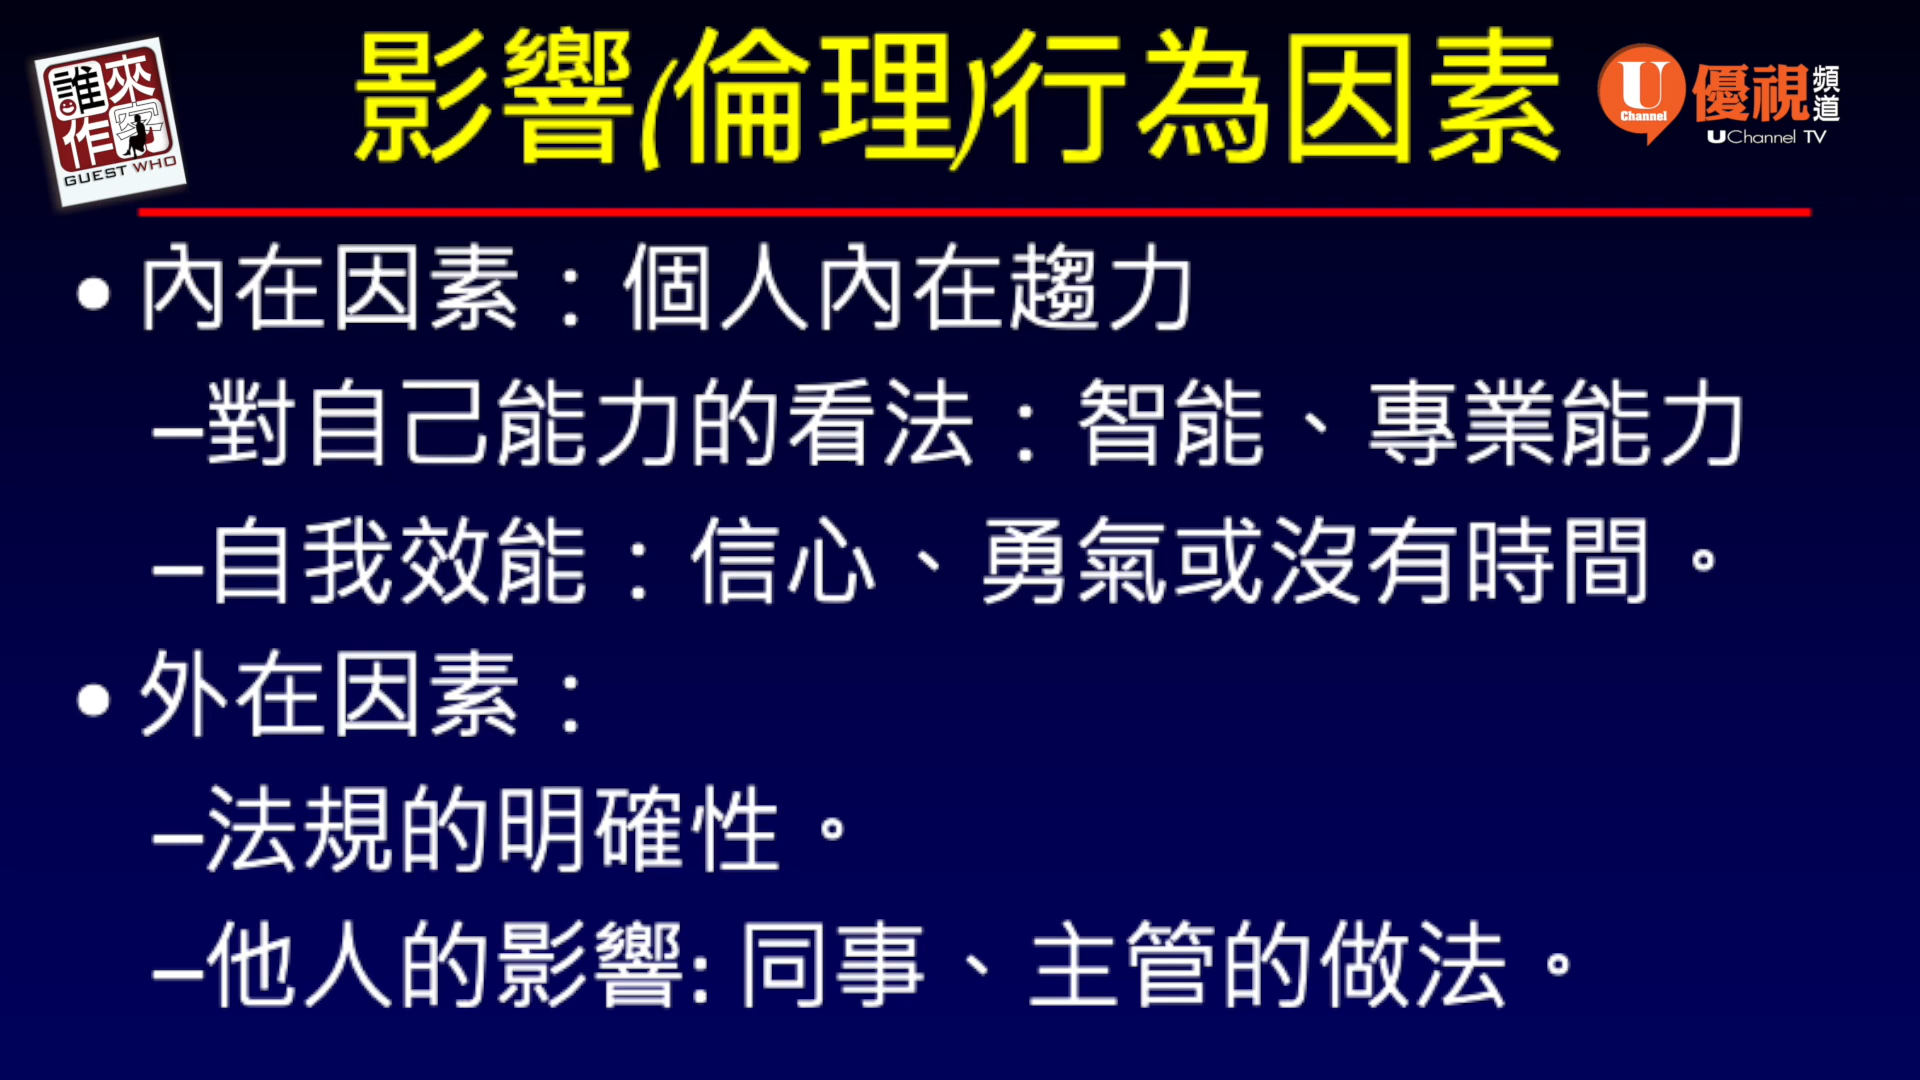 影響(倫理)行為因素
誰來作客
GUEST WHO
U Channel 優視頻道
UChannel TV
• 內在因素：個人內在趨力
–對自己能力的看法：智能、專業能力
–自我效能：信心、勇氣或沒有時間。
• 外在因素：
–法規的明確性。
–他人的影響: 同事、主管的做法。